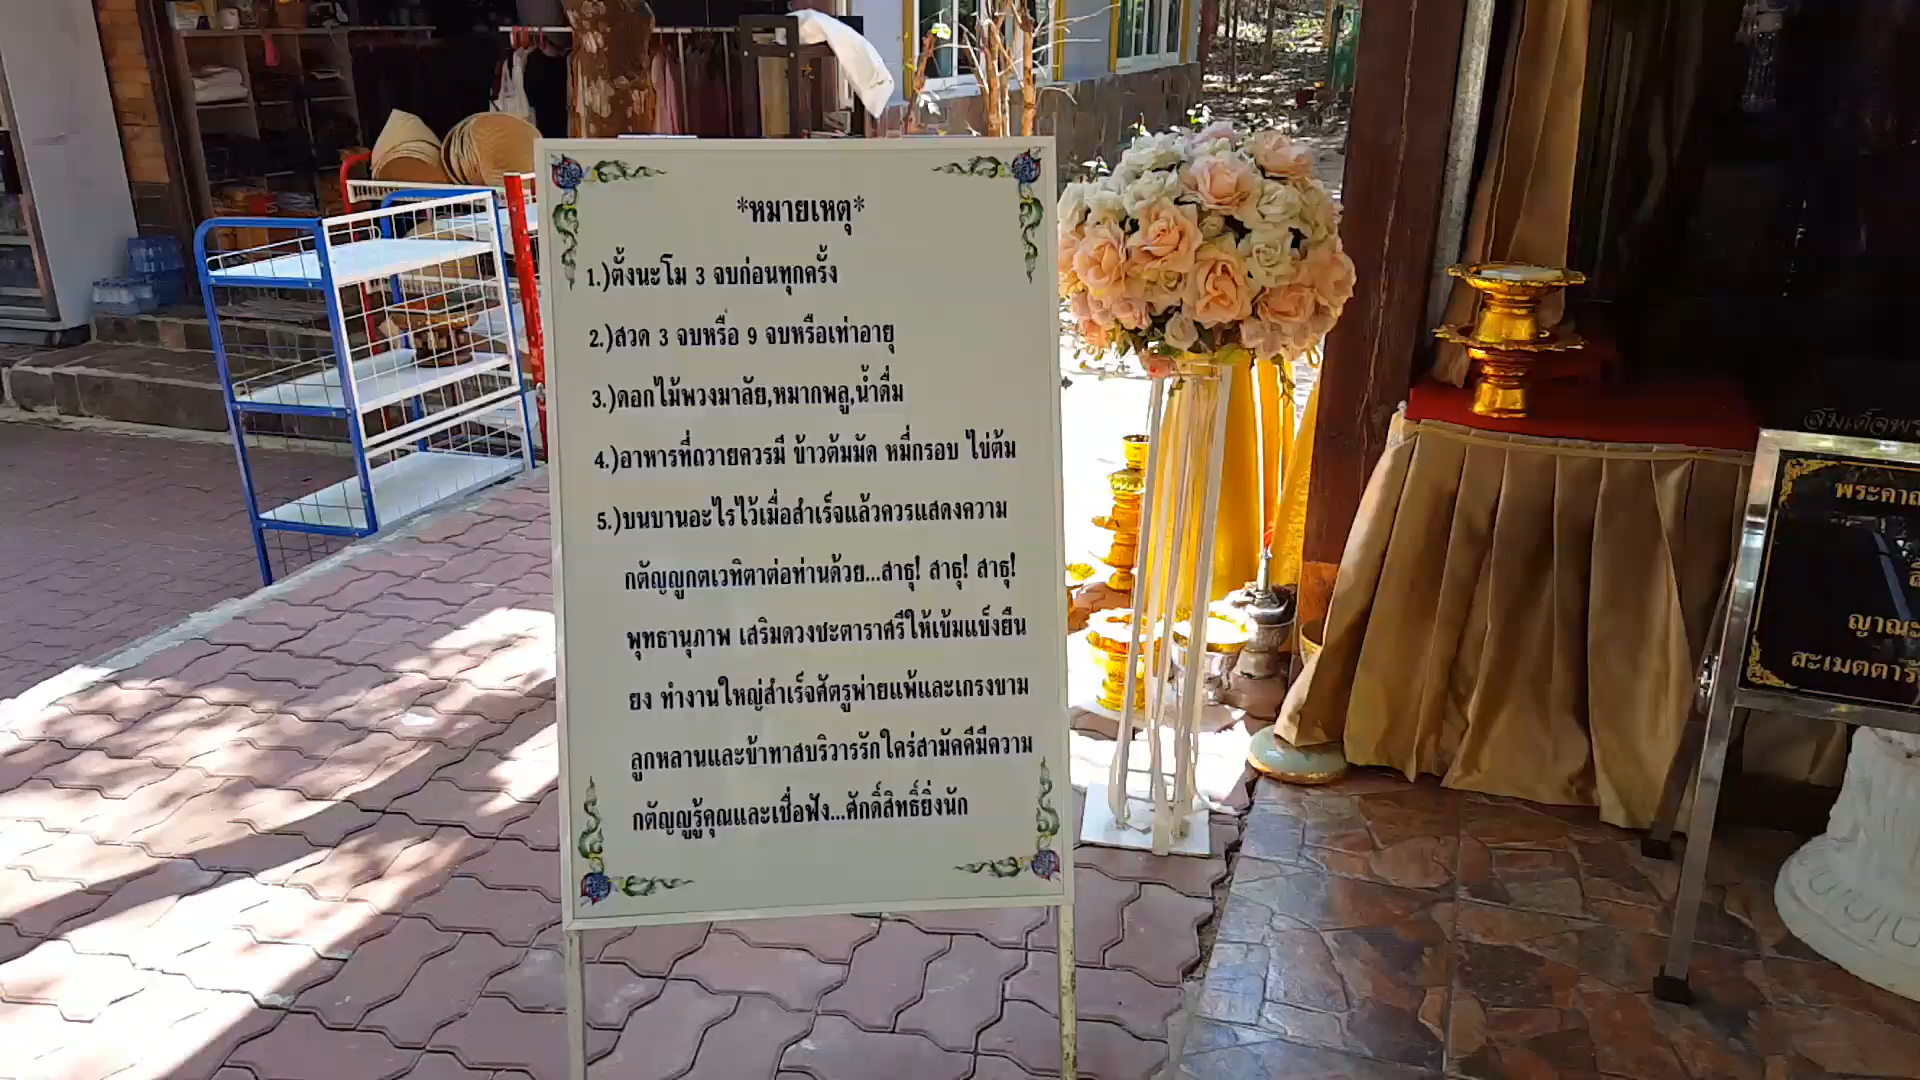 *หมายเหตุ*
1.)ตั้งนะโม 3 จบก่อนทุกครั้ง
2.)สวด 3 จบหรือ 9 จบหรือเท่าอายุ
3.)ดอกไม้พวงมาลัย,หมากพลู,น้ำดื่ม
4.)อาหารที่ถวายควรมี ข้าวต้มมัด หมี่กรอบ ไข่ต้ม
5.)บนบานอะไรไว้เมื่อสำเร็จแล้วควรแสดงความ
กตัญญูกตเวทิตาต่อท่านด้วย...สาธุ! สาธุ! สาธุ!
พุทธานุภาพ เสริมดวงชะตาราศรีให้เข้มแข็งยืน
ยง ทำงานใหญ่สำเร็จศัตรูพ่ายแพ้และเกรงขาม
ลูกหลานและข้าทาสบริวารรักใคร่สามัคคีมีความ
กตัญญูรู้คุณและเชื่อฟัง...ศักดิ์สิทธิ์ยิ่งนัก
สมเด็จพร
พระคาถ
ญาณะ
สะเมตตารั